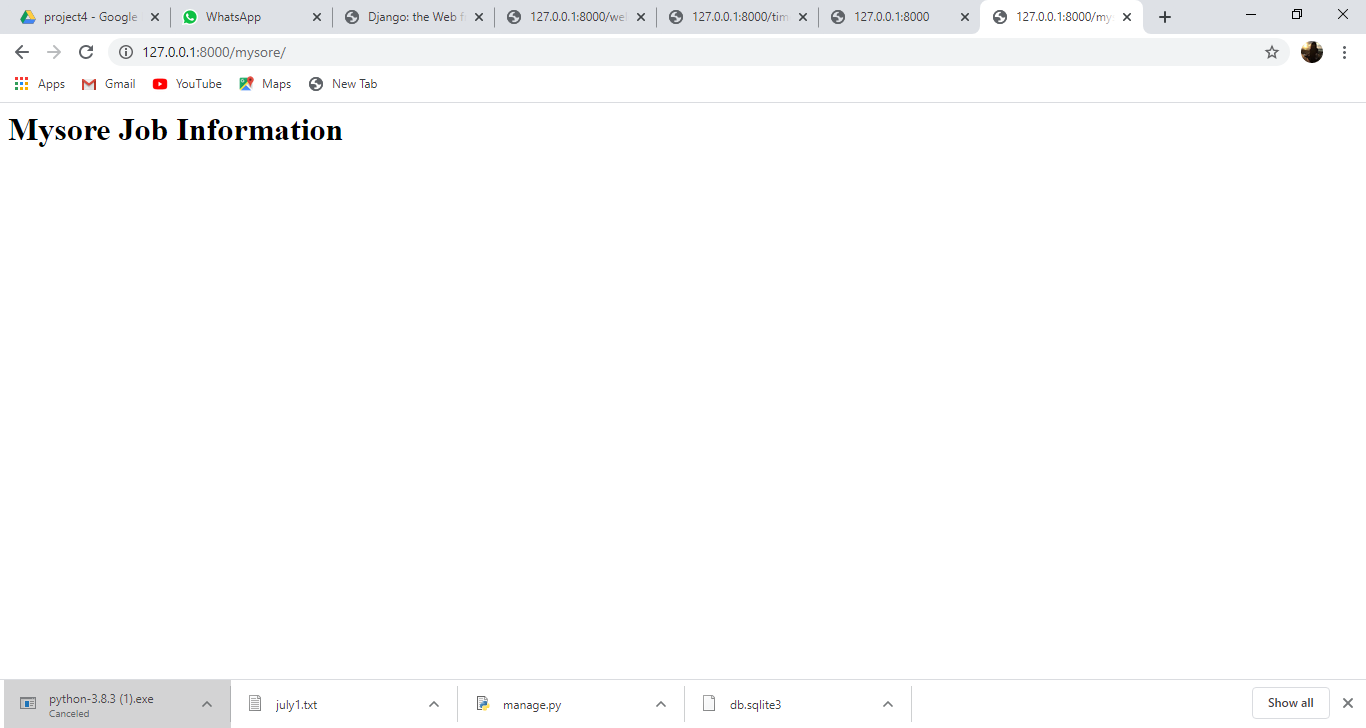 project4 - Google
WhatsApp
Django: the Web f
127.0.0.1:8000/wel
127.0.0.1:8000/tim
127.0.0.1:8000
127.0.0.1:8000/my
127.0.0.1:8000/mysore/
Apps
Gmail
YouTube
Maps
New Tab
Mysore Job Information
python-3.8.3 (1).exe
Canceled
july1.txt
manage.py
db.sqlite3
Show all